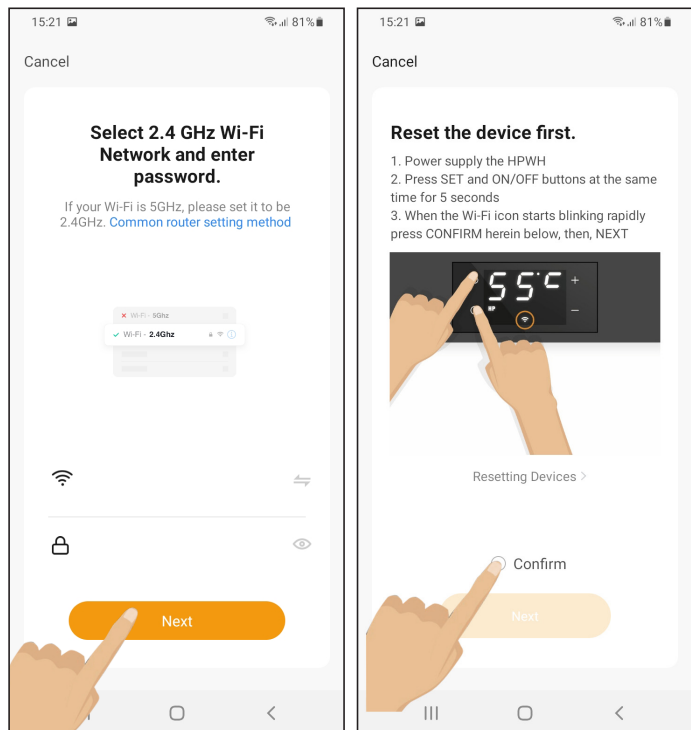 15:21
81%
Cancel
Select 2.4 GHz Wi-Fi
Network and enter
password.
If your Wi-Fi is 5GHz, please set it to be
2.4GHz. Common router setting method
Wi-Fi - 5Ghz
Wi-Fi - 2.4Ghz
Next
15:21
81%
Cancel
Reset the device first.
1. Power supply the HPWH
2. Press SET and ON/OFF buttons at the same
time for 5 seconds
3. When the Wi-Fi icon starts blinking rapidly
press CONFIRM herein below, then, NEXT
55°C
+
HP
−
Resetting Devices >
Confirm
Next